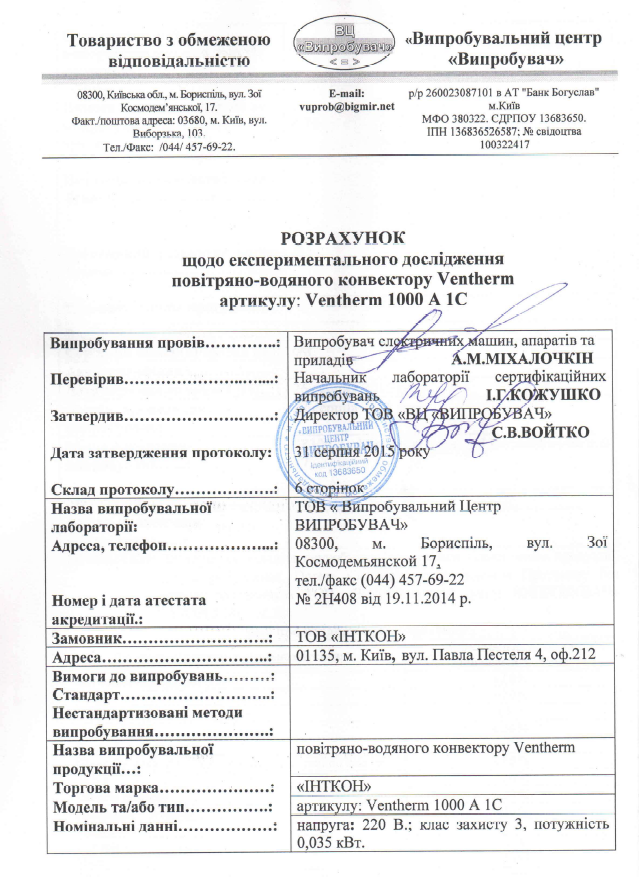 Товариство з обмеженою
відповідальністю
ВЦ
«Випробувач»
«Випробувальний центр
«Випробувач»
08300, Київська обл., м. Бориспіль, вул. Зої
Космодем’янської, 17.
Факт./поштова адреса: 03680, м. Київ, вул.
Виборзька, 103.
Тел./Факс: /044/ 457-69-22.
E-mail:
vuprob@bigmir.net
р/р 260023087101 в АТ "Банк Богуслав"
м.Київ
МФО 380322. СДРПОУ 13683650.
ІПН 136836526587; № свідоцтва
100322417
РОЗРАХУНОК
щодо експериментального дослідження
повітряно-водяного конвектору Ventherm
артикулу: Ventherm 1000 A 1C
Випробування провів…………..:
Випробувач електричних машин, апаратів та
приладів А.М.МІХАЛОЧКІН
Перевірив…………………..…...:
Начальник лабораторії сертифікаційних
випробувань І.Г.КОЖУШКО
Затвердив……………………….:
Директор ТОВ «ВЦ «ВИПРОБУВАЧ»
С.В.ВОЙТКО
Дата затвердження протоколу:
31 серпня 2015 року
Склад протоколу………………:
6 сторінок
ВИПРОБУВАЛЬНИЙ
ЦЕНТР
ВИПРОБУВАЧ
Ідентифікаційний
код 13683650
Назва випробувальної
лабораторії:
ТОВ « Випробувальний Центр
ВИПРОБУВАЧ»
Адреса, телефон………………...:
08300, м. Бориспіль, вул. Зої
Космодемьянской 17,
тел./факс (044) 457-69-22
Номер і дата атестата
акредитації.:
№ 2Н408 від 19.11.2014 р.
Замовник……………………….:
ТОВ «ІНТКОН»
Адреса…………………………..:
01135, м. Київ, вул. Павла Пестеля 4, оф.212
Вимоги до випробувань………:
Стандарт………………………..:
Нестандартизовані методи
випробування………………….:
Назва випробувальної
продукції…:
повітряно-водяного конвектору Ventherm
Торгова марка………………….:
«ІНТКОН»
Модель та/або тип…………….:
артикулу: Ventherm 1000 A 1C
Номінальні данні………………:
напруга: 220 В.; клас захисту 3, потужність
0,035 кВт.